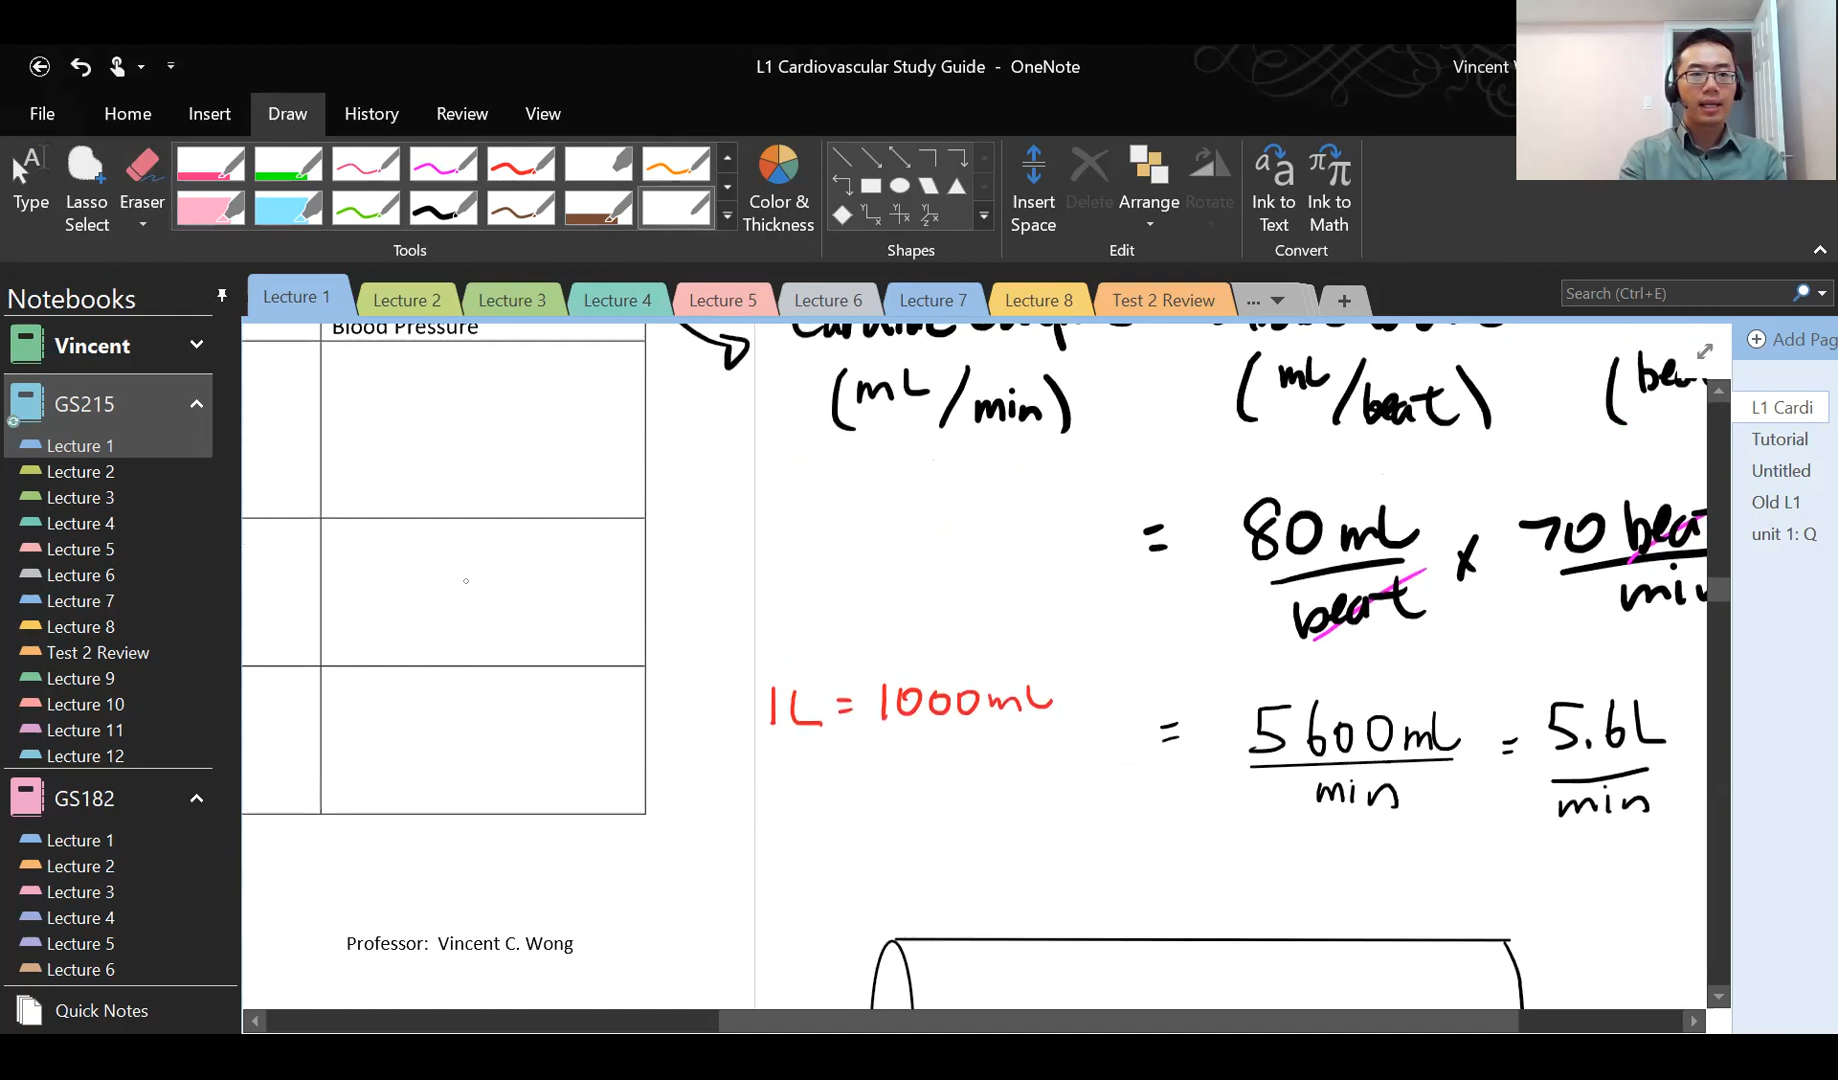 L1 Cardiovascular Study Guide - OneNote
Vincent
File
Home
Insert
Draw
History
Review
View
Type
Lasso Select
Eraser
Color & Thickness
Insert Space
Delete
Arrange
Rotate
Ink to Text
Ink to Math
Tools
Shapes
Edit
Convert
Notebooks
Lecture 1
Lecture 2
Lecture 3
Lecture 4
Lecture 5
Lecture 6
Lecture 7
Lecture 8
Test 2 Review
...
Search (Ctrl+E)
Vincent
GS215
Lecture 1
Lecture 2
Lecture 3
Lecture 4
Lecture 5
Lecture 6
Lecture 7
Lecture 8
Test 2 Review
Lecture 9
Lecture 10
Lecture 11
Lecture 12
GS182
Lecture 1
Lecture 2
Lecture 3
Lecture 4
Lecture 5
Lecture 6
Quick Notes
Blood Pressure
(mL/min) (mL/beat)
= 80 mL/beat x 70 bea/min
1L = 1000mL
= 5600mL/min = 5.6L/min
Professor: Vincent C. Wong
Add Pag
L1 Cardi
Tutorial
Untitled
Old L1
unit 1: Q